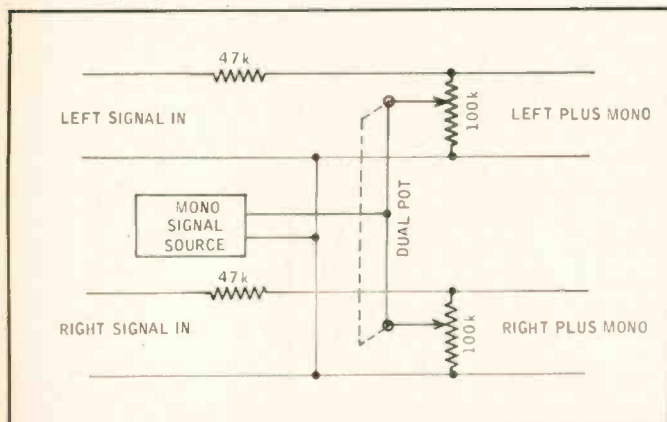 47k
LEFT SIGNAL IN
100k
LEFT PLUS MONO
MONO
SIGNAL
SOURCE
DUAL POT
47k
RIGHT SIGNAL IN
100k
RIGHT PLUS MONO